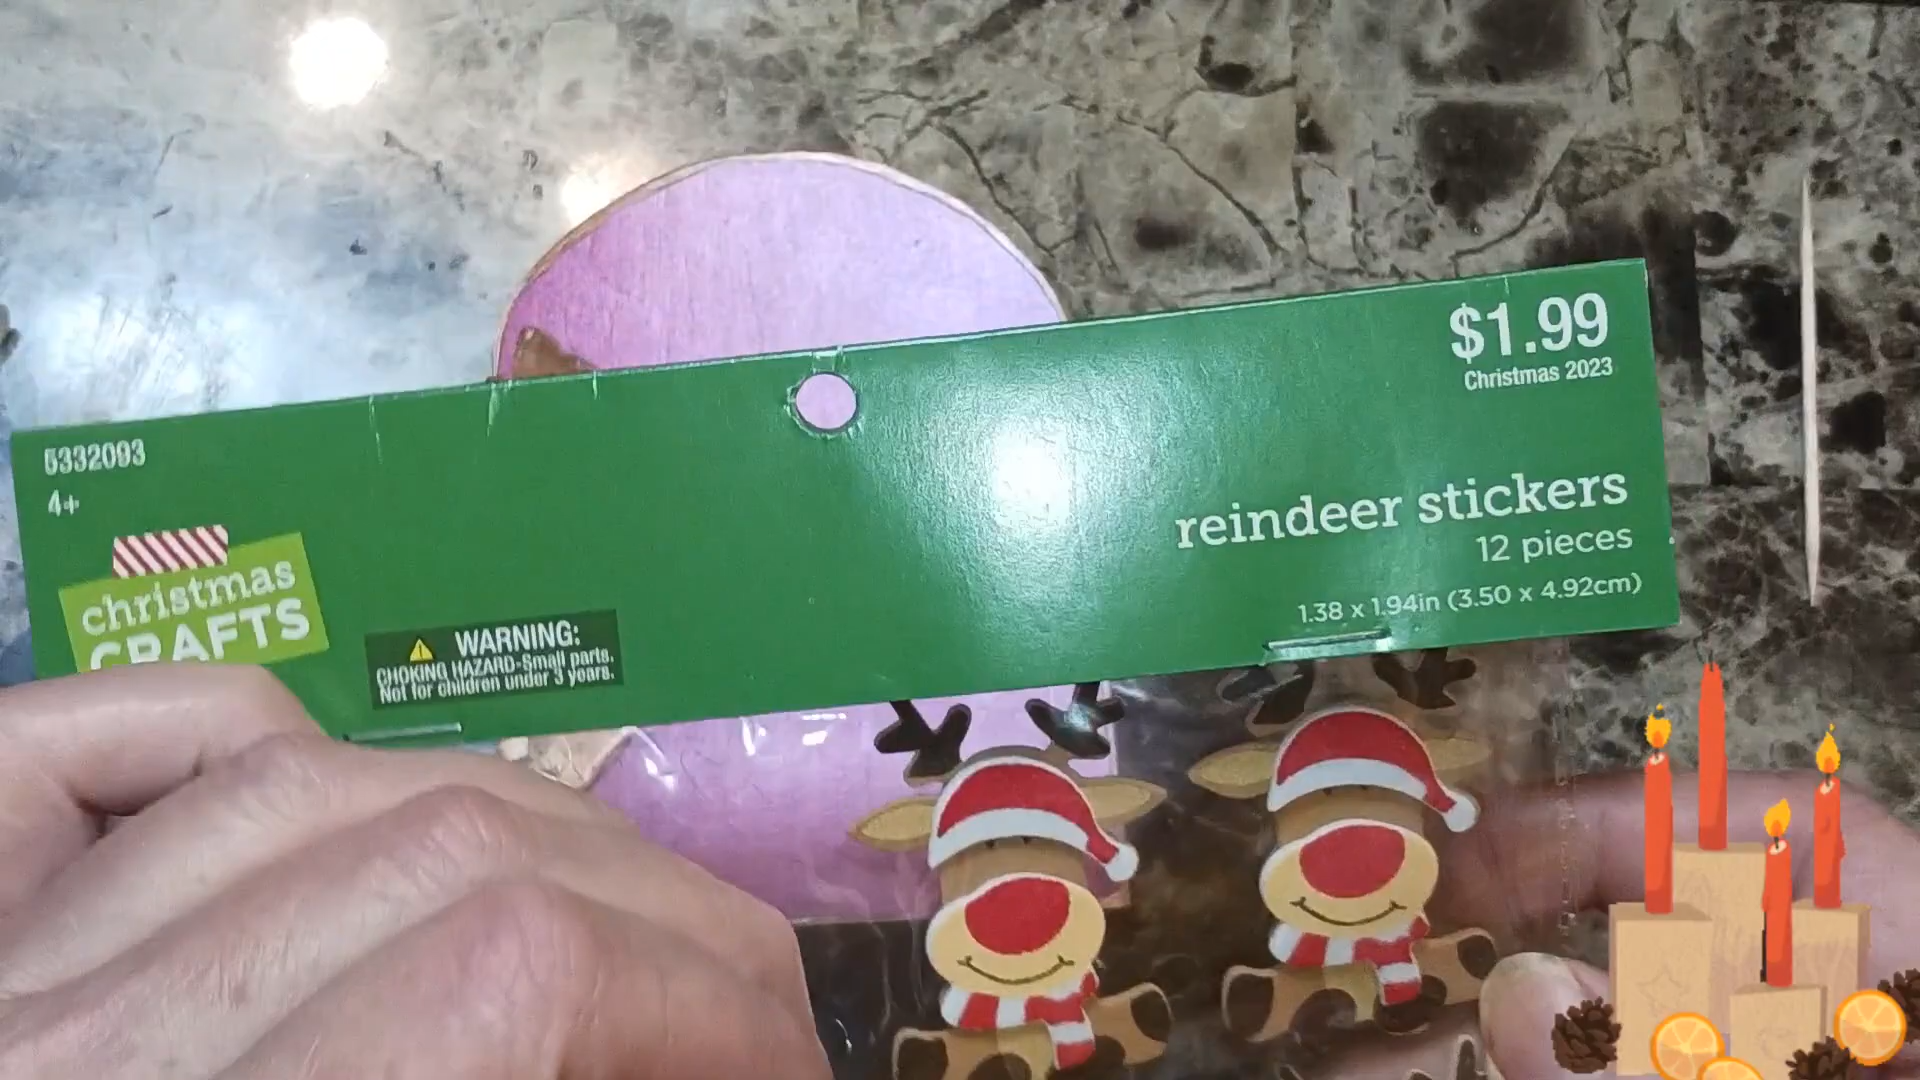 $1.99
Christmas 2023
5332093
4+
christmas
CRAFTS
WARNING:
CHOKING HAZARD-Small parts.
Not for children under 3 years.
reindeer stickers
12 pieces
1.38 x 1.94in (3.50 x 4.92cm)